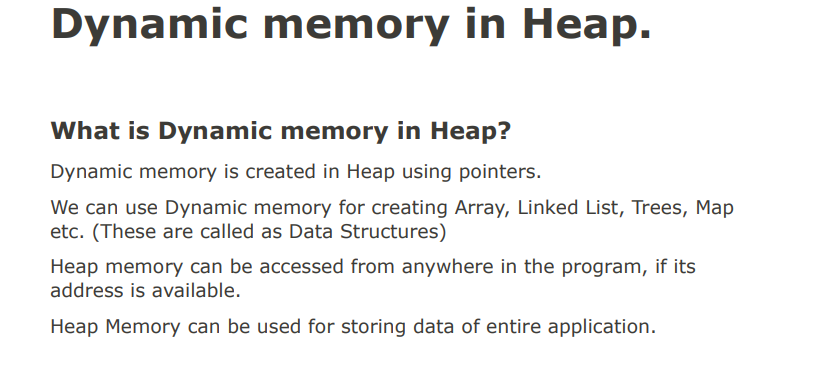 Dynamic memory in Heap.
What is Dynamic memory in Heap?
Dynamic memory is created in Heap using pointers.
We can use Dynamic memory for creating Array, Linked List, Trees, Map
etc. (These are called as Data Structures)
Heap memory can be accessed from anywhere in the program, if its
address is available.
Heap Memory can be used for storing data of entire application.